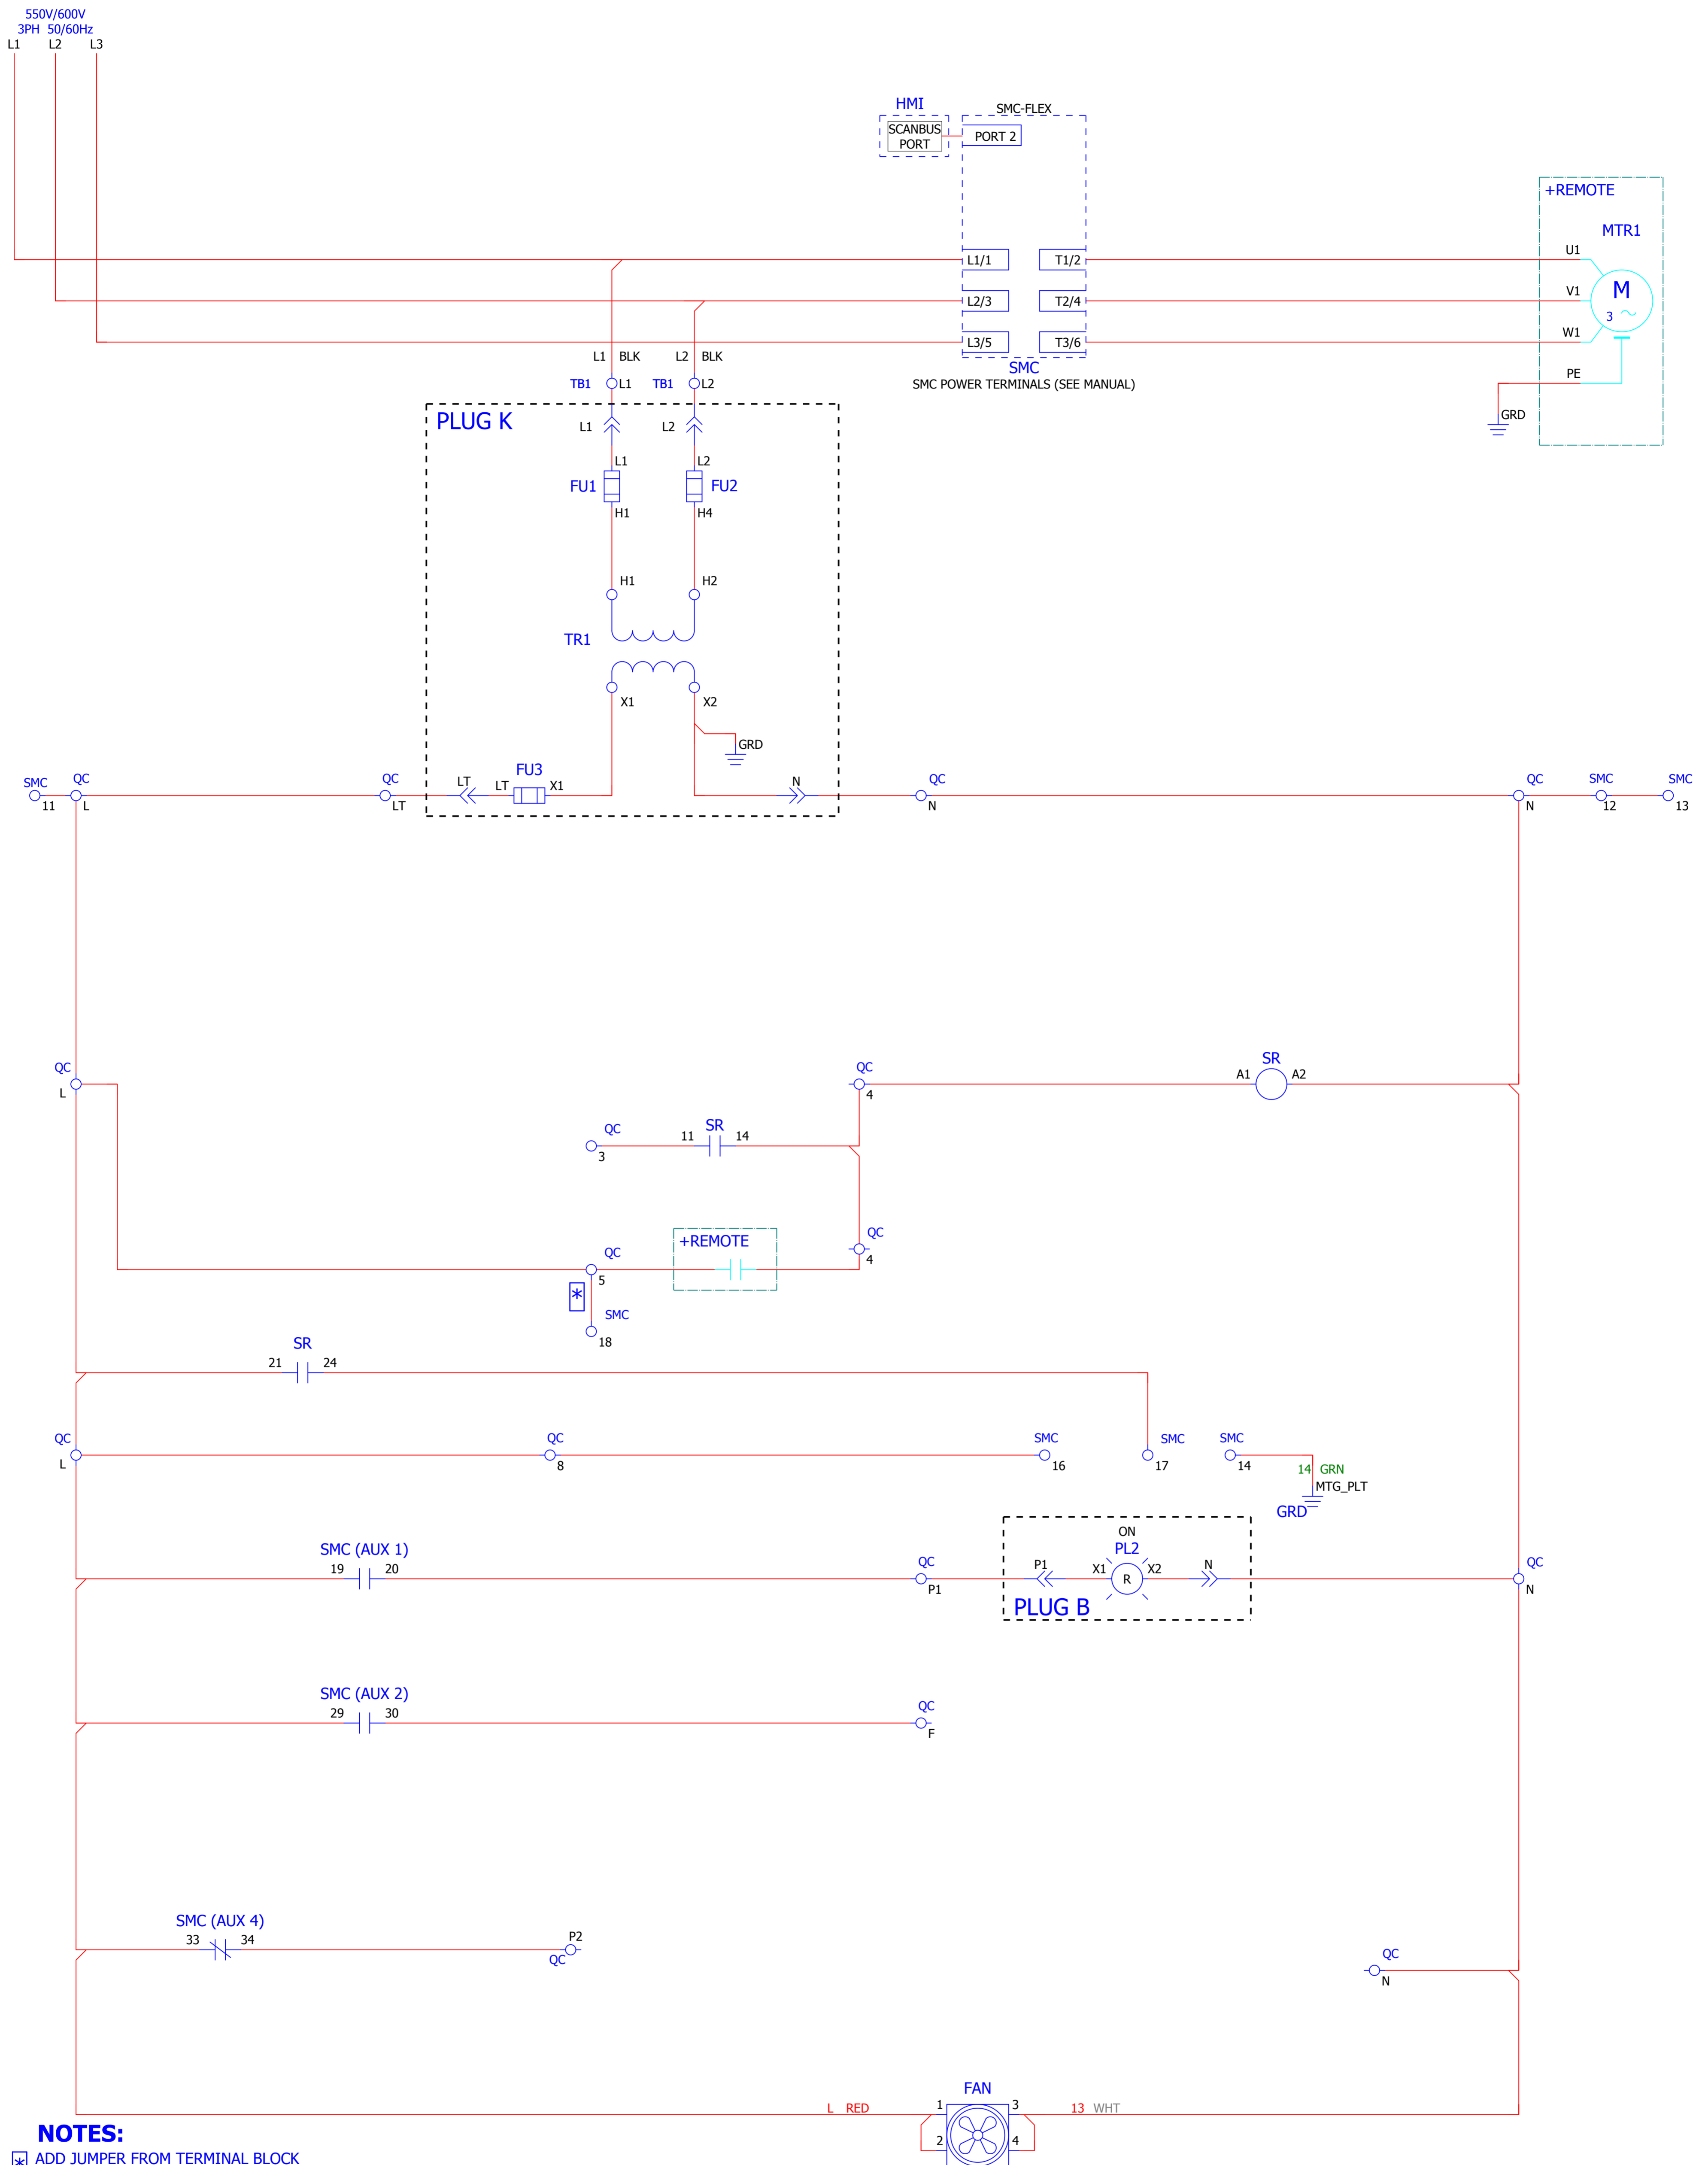 550V/600V
3PH 50/60Hz
L1 L2 L3
HMI
SMC-FLEX
SCANBUS
PORT
PORT 2
+REMOTE
MTR1
U1
L1/1 T1/2
M
V1
L2/3 T2/4
3
W1
L3/5 T3/6
L1 BLK L2 BLK
SMC
PE
TB1 L1 TB1 L2
SMC POWER TERMINALS (SEE MANUAL)
GRD
PLUG K
L1 L2
L1 L2
FU1 FU2
H1 H4
H1 H2
TR1
X1 X2
GRD
FU3
SMC QC QC LT LT X1 N QC QC SMC SMC
11 L LT N N 12 13
SR
QC QC A1 A2
L 4
SR
QC 11 14
3
QC
+REMOTE
4
QC
5
*
SMC
18
SR
21 24
QC QC SMC SMC SMC
L 8 16 17 14
14 GRN
MTG_PLT
GRD
ON
SMC (AUX 1) PL2
19 20 QC P1 X1 X2 N QC
P1 R N
PLUG B
SMC (AUX 2)
29 30 QC
F
SMC (AUX 4)
33 34 P2
QC
QC
N
FAN
L RED 1 3 13 WHT
NOTES:
2 4
* ADD JUMPER FROM TERMINAL BLOCK